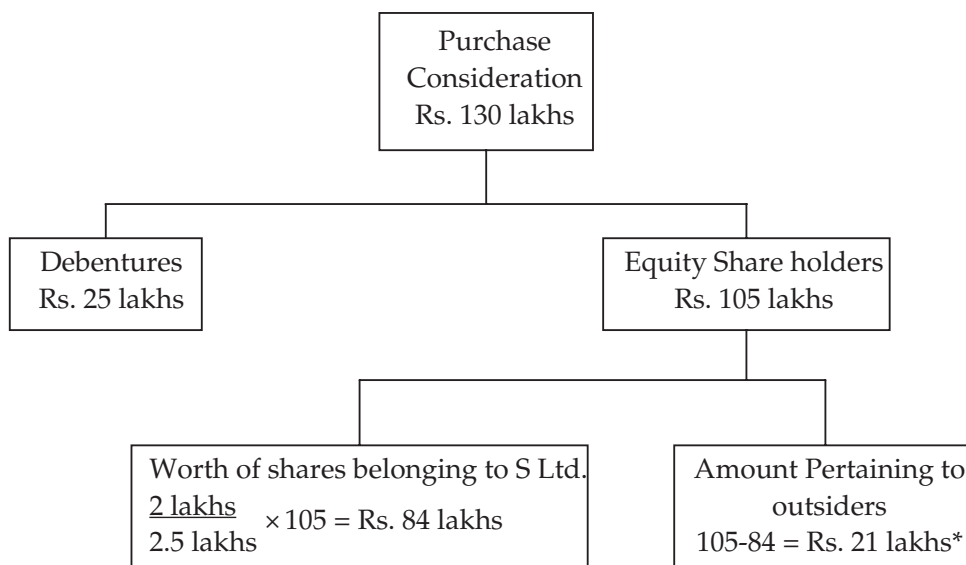 Purchase
Consideration
Rs. 130 lakhs
Debentures
Rs. 25 lakhs
Equity Share holders
Rs. 105 lakhs
Worth of shares belonging to S Ltd.
2 lakhs
2.5 lakhs
× 105 = Rs. 84 lakhs
Amount Pertaining to
outsiders
105-84 = Rs. 21 lakhs*